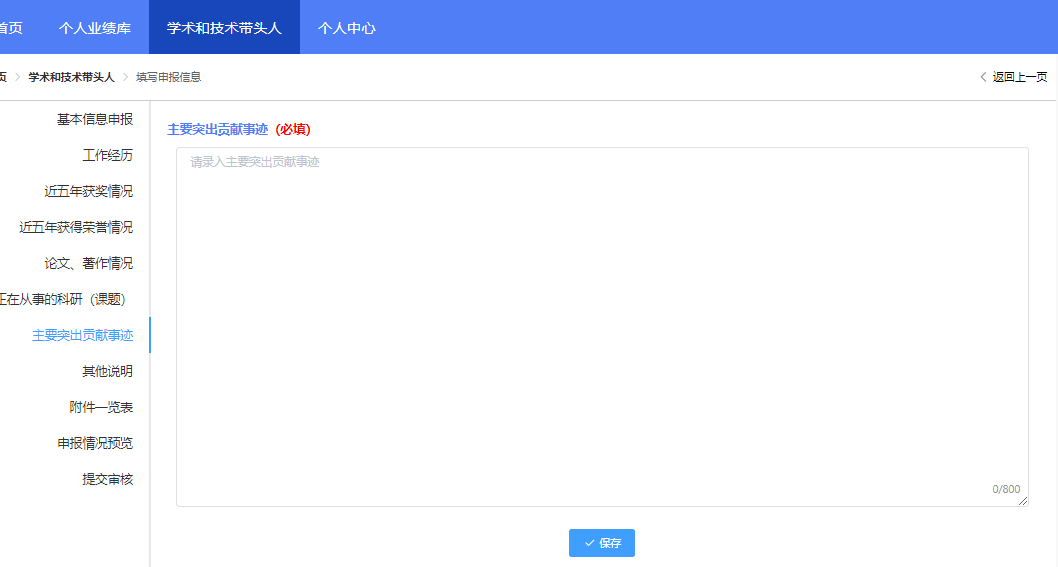 首页 个人业绩库 学术和技术带头人 个人中心
页 > 学术和技术带头人 > 填写申报信息 < 返回上一页
基本信息申报
工作经历
近五年获奖情况
近五年获得荣誉情况
论文、著作情况
正在从事的科研（课题）
主要突出贡献事迹
其他说明
附件一览表
申报情况预览
提交审核
主要突出贡献事迹 (必填)
请录入主要突出贡献事迹
0/800
保存